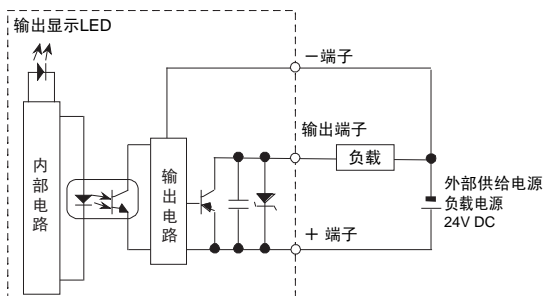 输出显示LED
－端子
输出端子
负载
内部电路
输出电路
外部供给电源
负载电源
24V DC
＋ 端子